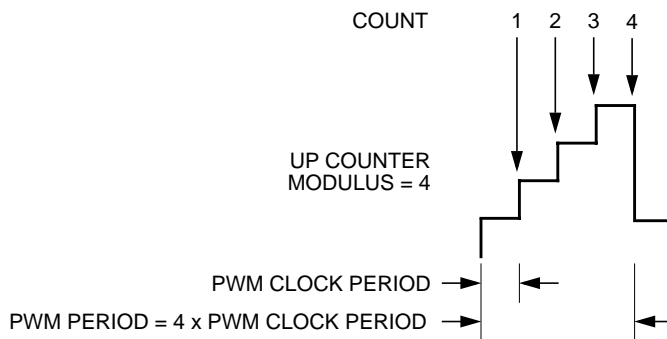 COUNT 1 2 3 4
UP COUNTER
MODULUS = 4
PWM CLOCK PERIOD
PWM PERIOD = 4 x PWM CLOCK PERIOD